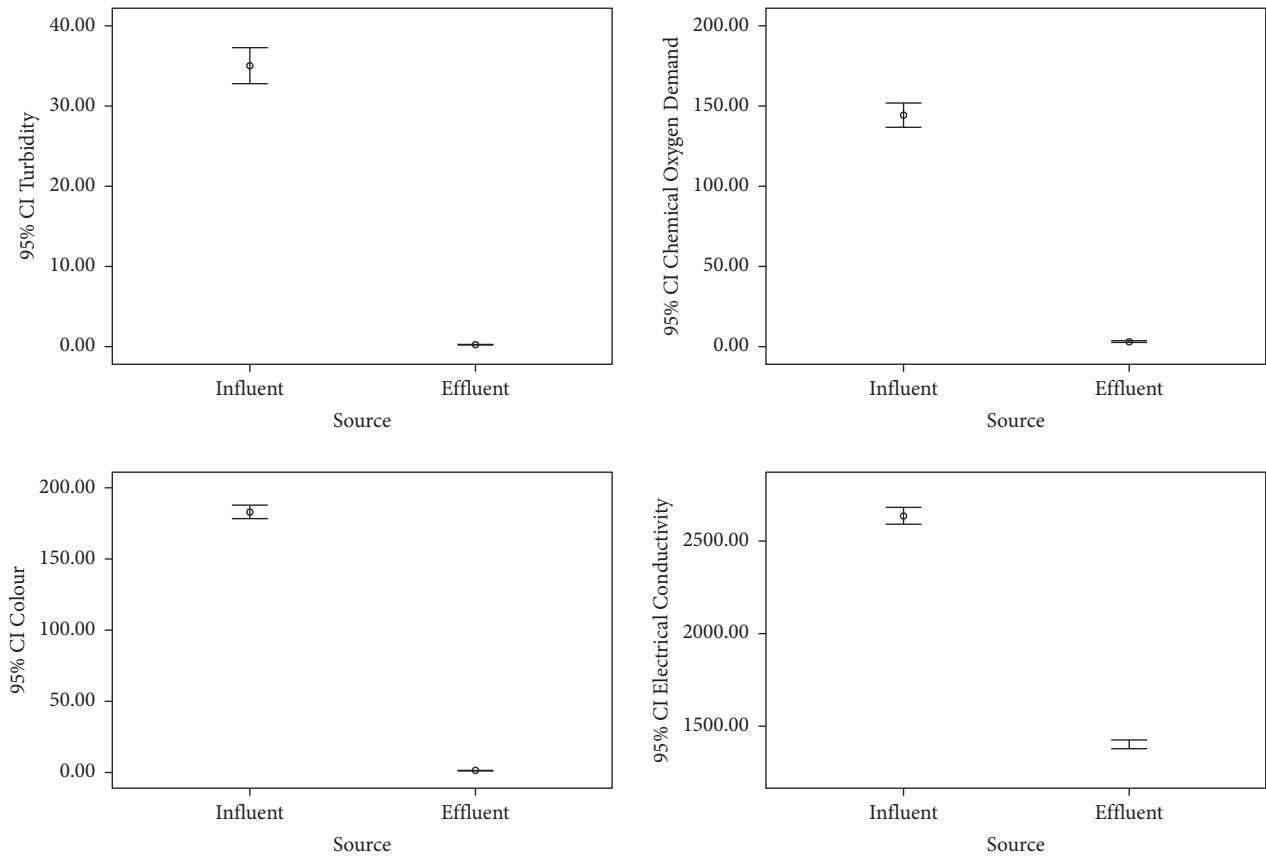 95% CI Turbidity
40.00
30.00
20.00
10.00
0.00
Influent
Effluent
Source
95% CI Chemical Oxygen Demand
200.00
150.00
100.00
50.00
0.00
Influent
Effluent
Source
95% CI Colour
200.00
150.00
100.00
50.00
0.00
Influent
Effluent
Source
95% CI Electrical Conductivity
2500.00
2000.00
1500.00
Influent
Effluent
Source